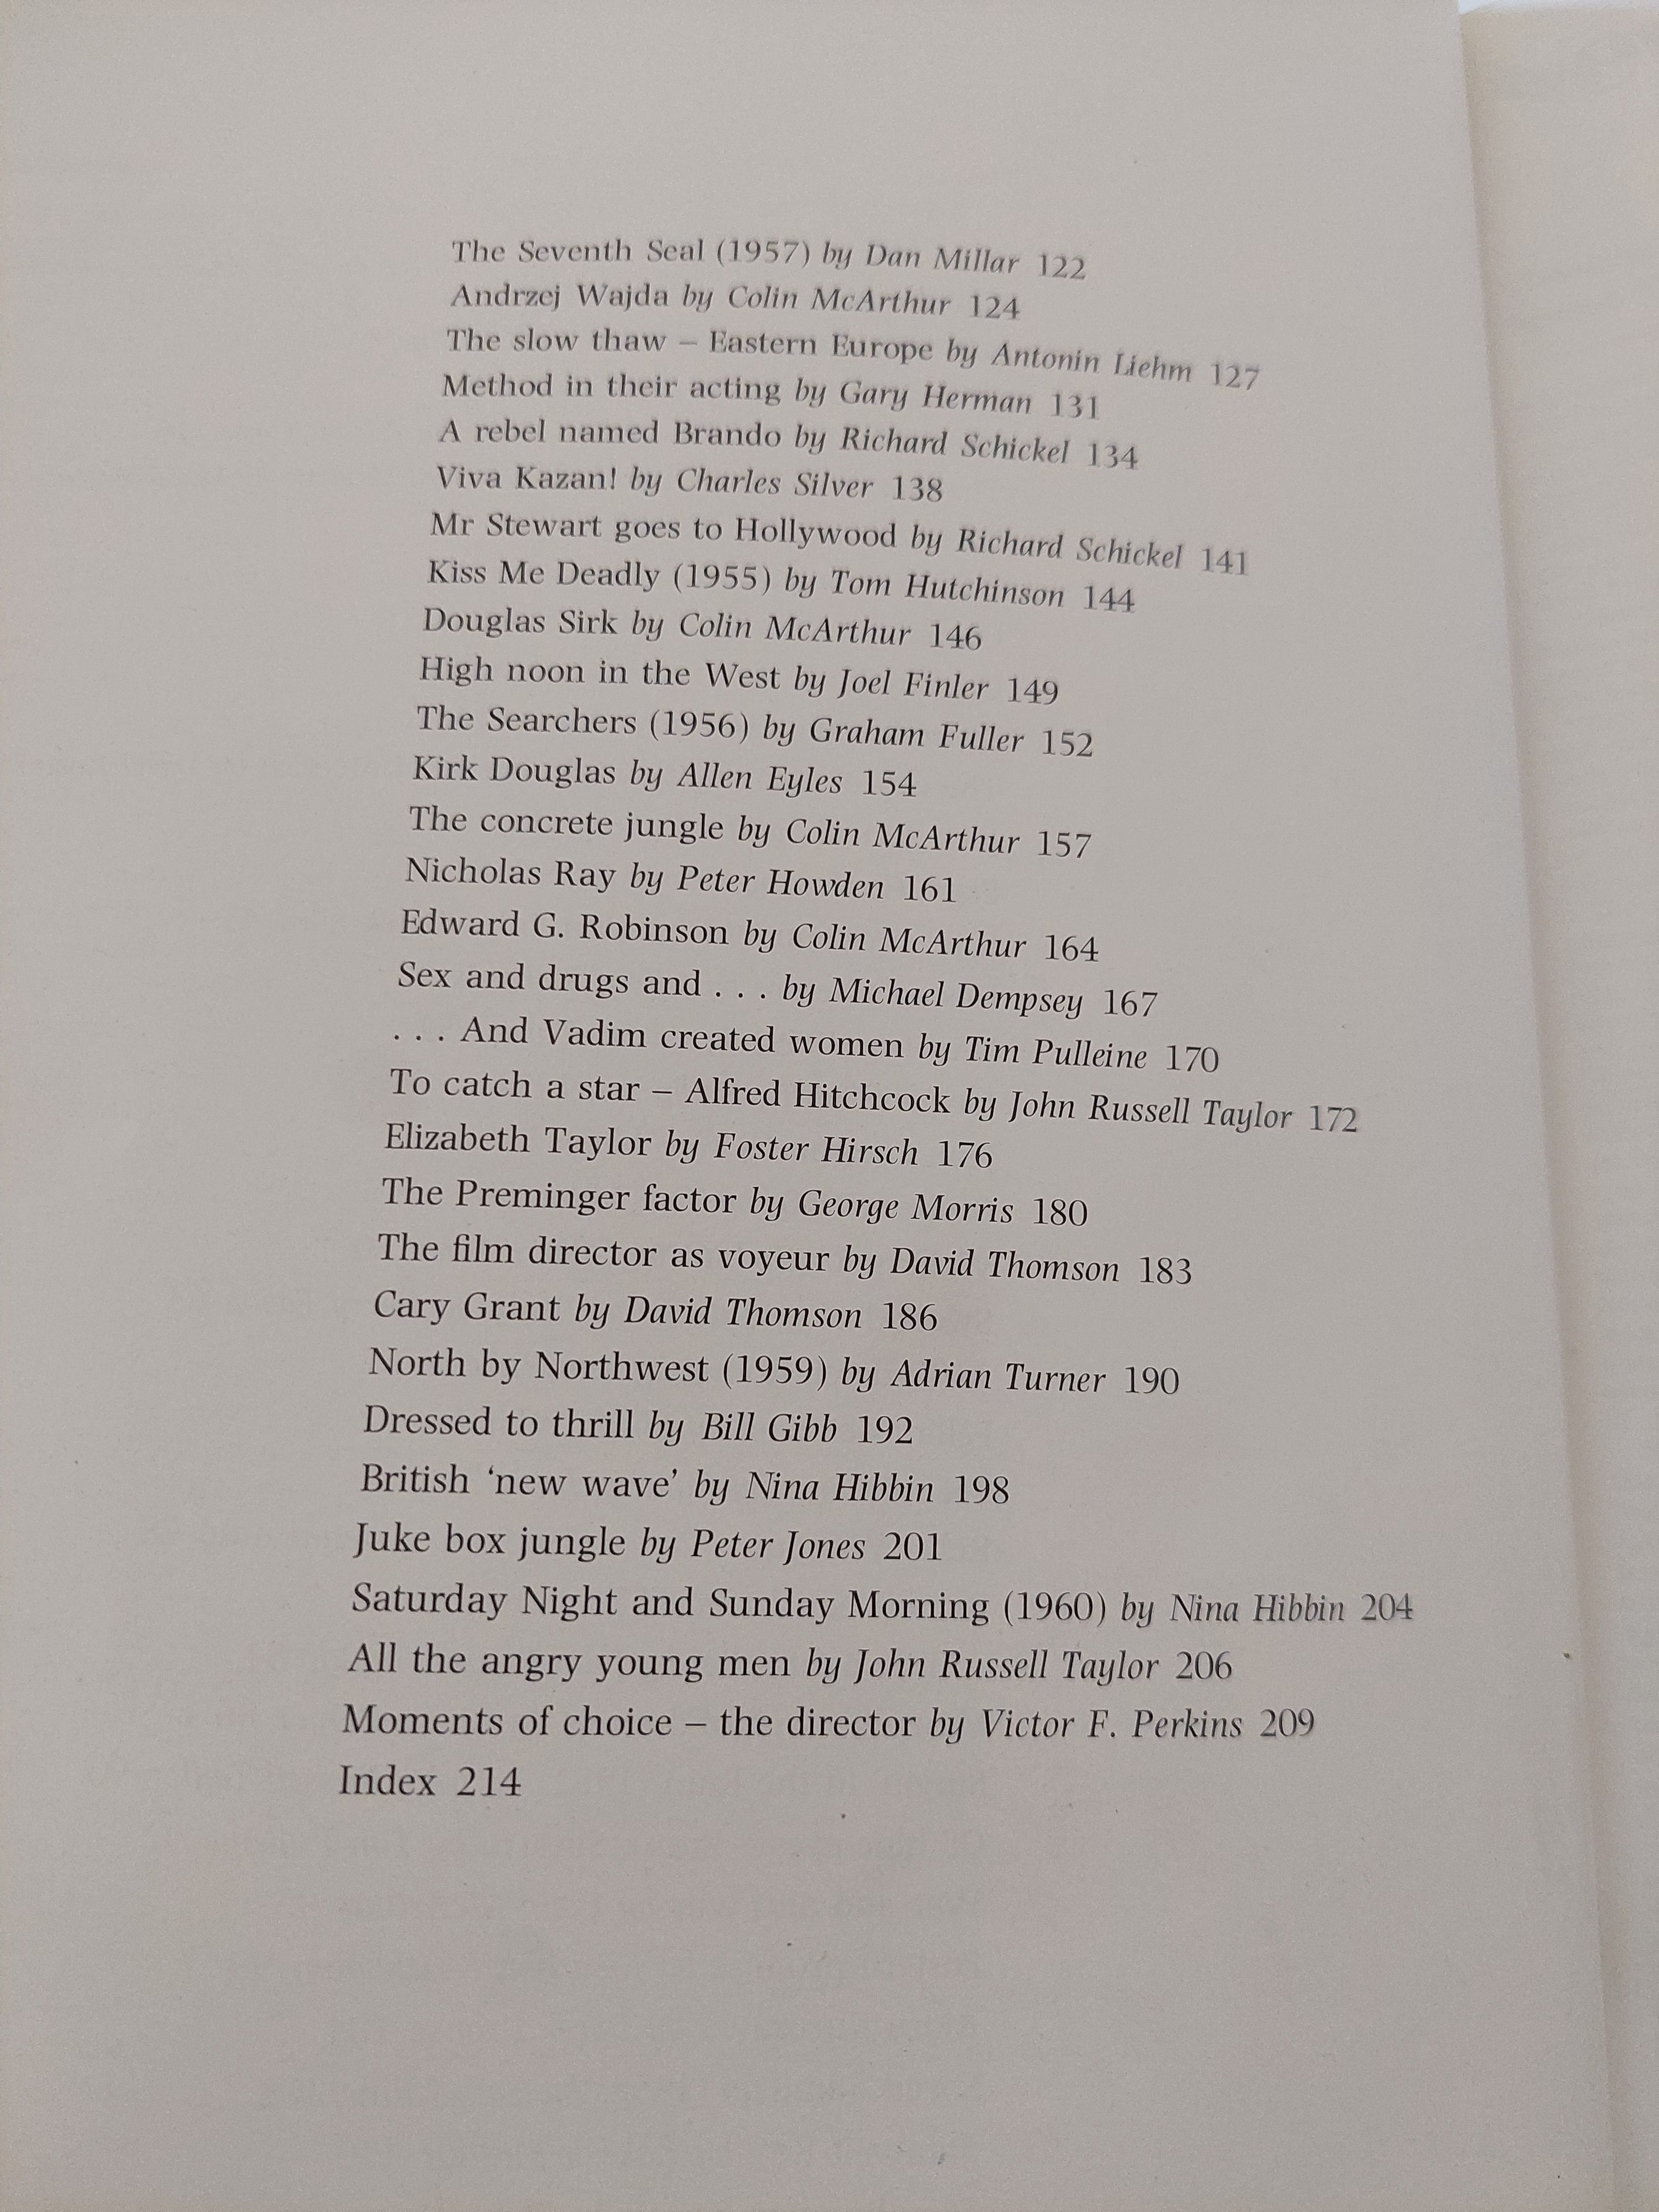 The Seventh Seal (1957) by Dan Millar 122
Andrzej Wajda by Colin McArthur 124
The slow thaw – Eastern Europe by Antonin Liehm 127
Method in their acting by Gary Herman 131
A rebel named Brando by Richard Schickel 134
Viva Kazan! by Charles Silver 138
Mr Stewart goes to Hollywood by Richard Schickel 141
Kiss Me Deadly (1955) by Tom Hutchinson 144
Douglas Sirk by Colin McArthur 146
High noon in the West by Joel Finler 149
The Searchers (1956) by Graham Fuller 152
Kirk Douglas by Allen Eyles 154
The concrete jungle by Colin McArthur 157
Nicholas Ray by Peter Howden 161
Edward G. Robinson by Colin McArthur 164
Sex and drugs and . . . by Michael Dempsey 167
. . . And Vadim created women by Tim Pulleine 170
To catch a star – Alfred Hitchcock by John Russell Taylor 172
Elizabeth Taylor by Foster Hirsch 176
The Preminger factor by George Morris 180
The film director as voyeur by David Thomson 183
Cary Grant by David Thomson 186
North by Northwest (1959) by Adrian Turner 190
Dressed to thrill by Bill Gibb 192
British ‘new wave’ by Nina Hibbin 198
Juke box jungle by Peter Jones 201
Saturday Night and Sunday Morning (1960) by Nina Hibbin 204
All the angry young men by John Russell Taylor 206
Moments of choice – the director by Victor F. Perkins 209
Index 214